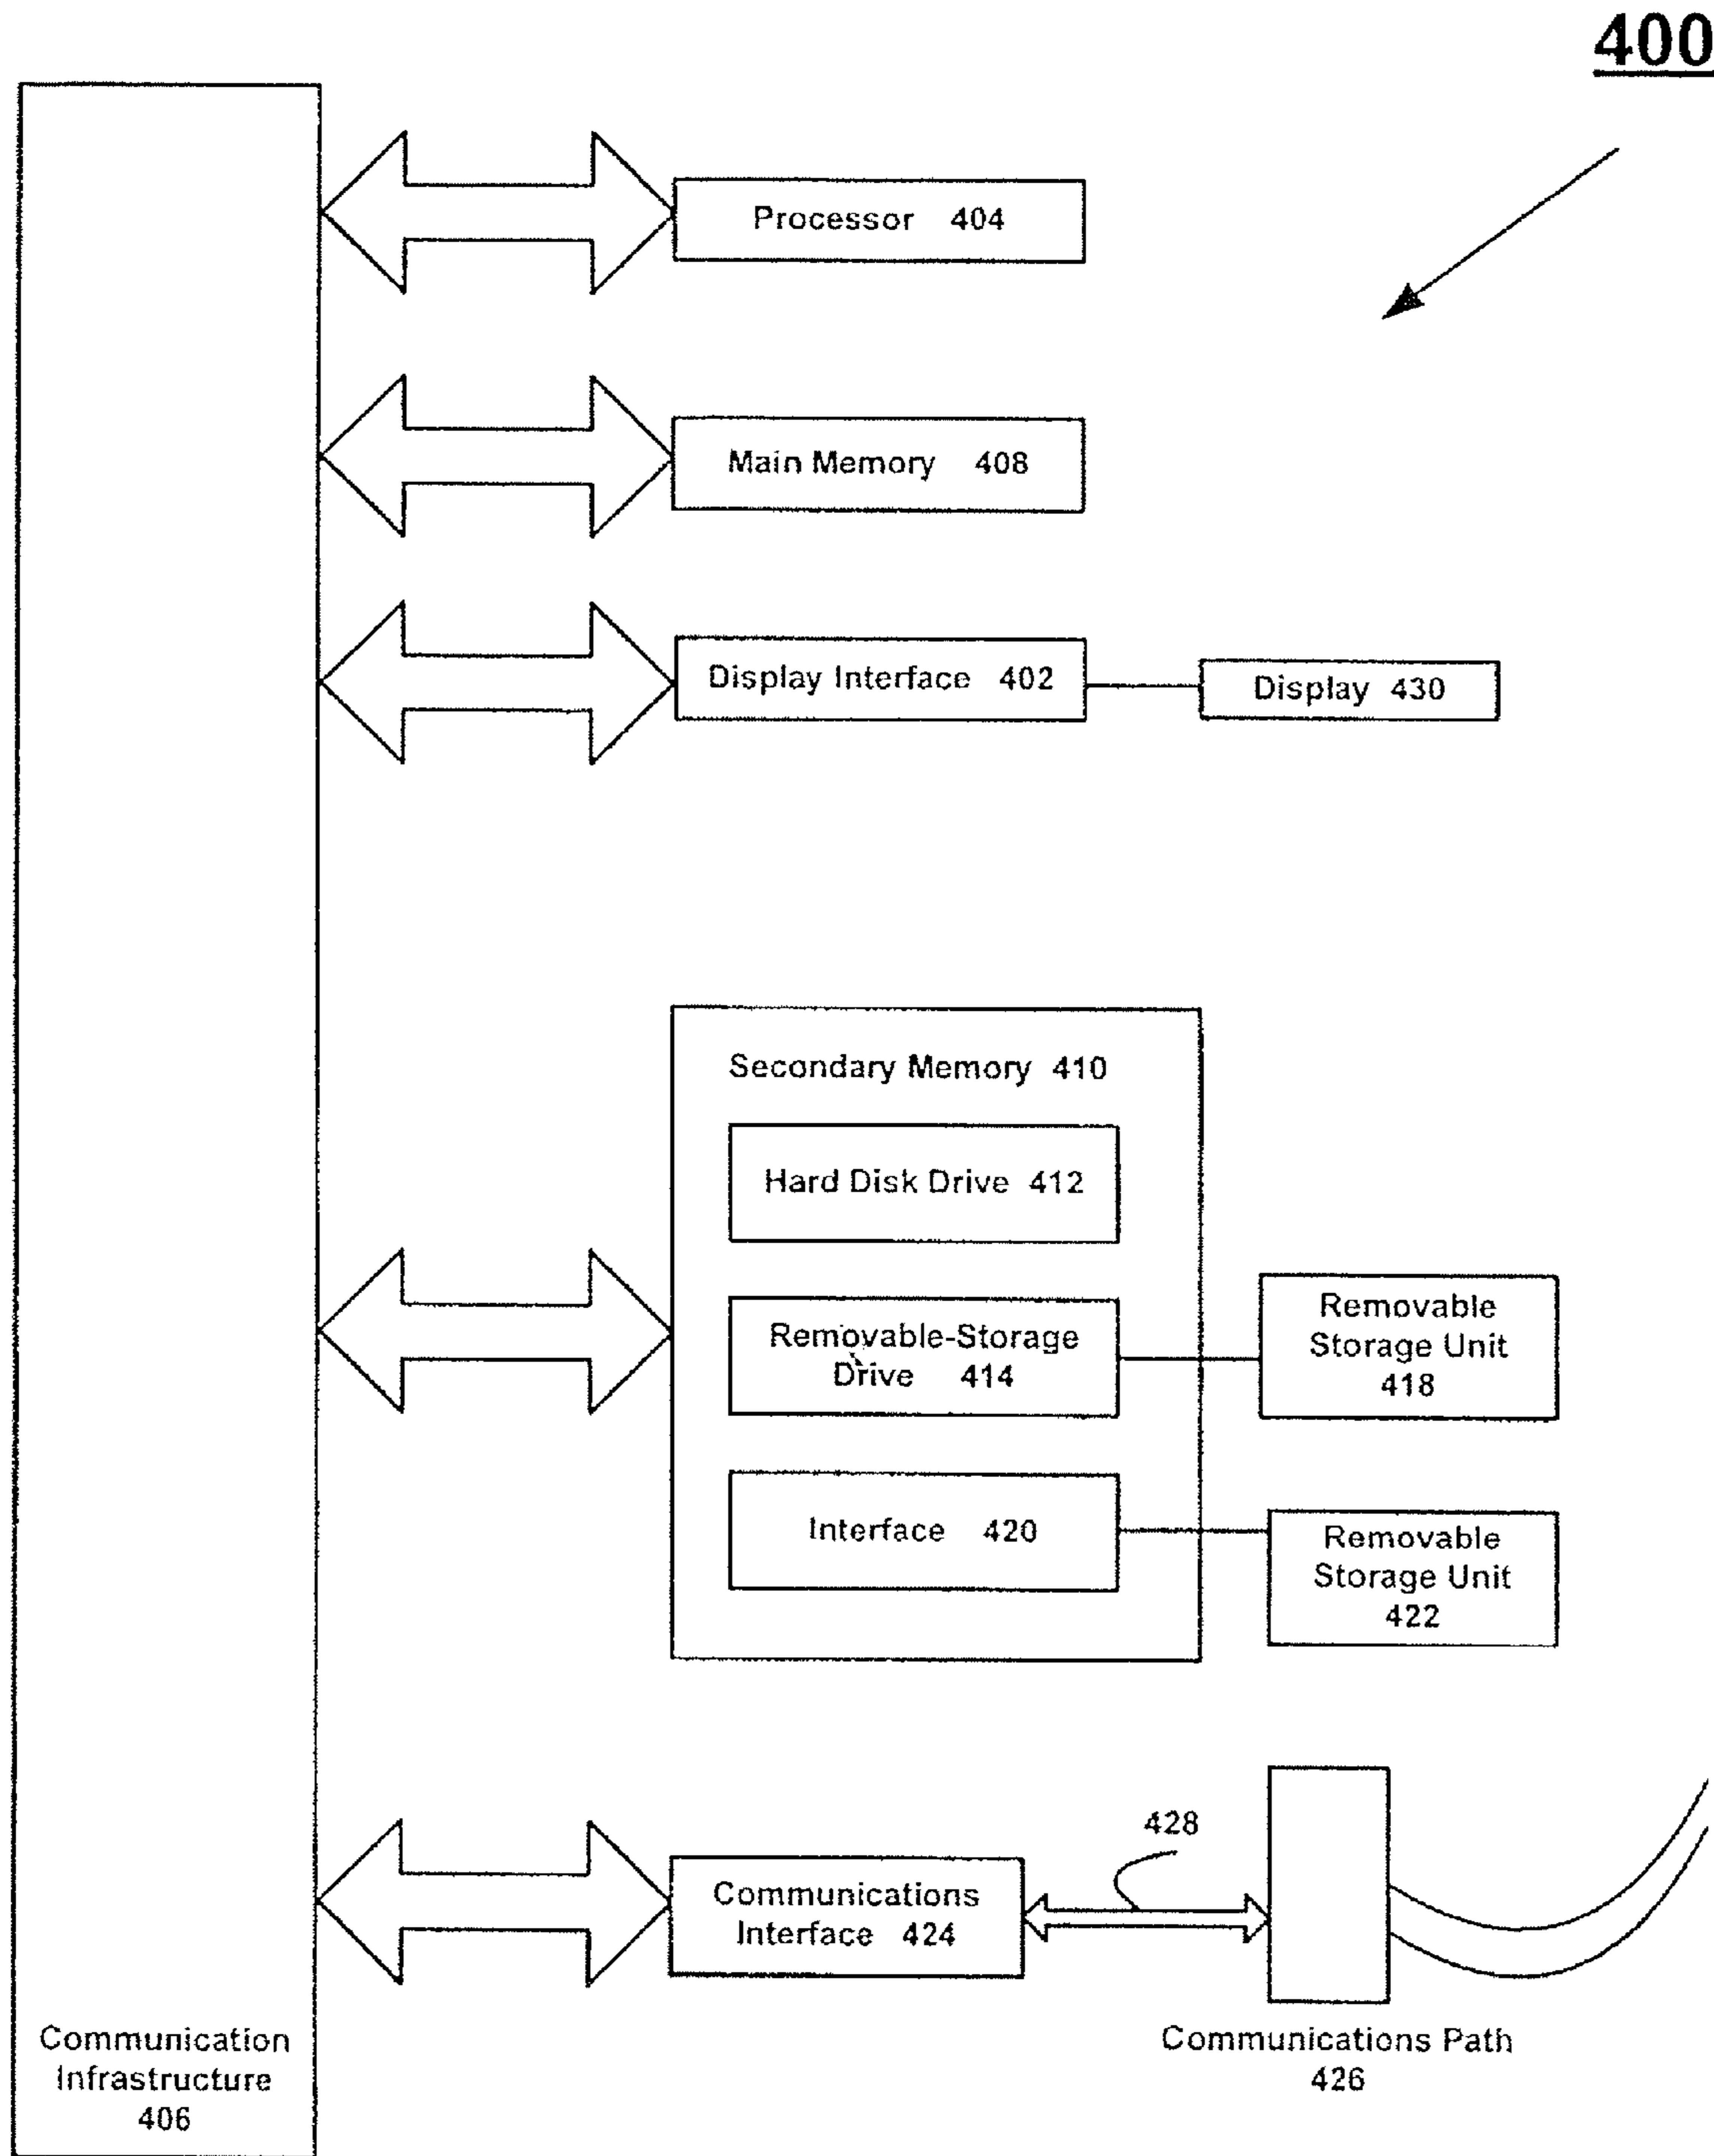 400
Processor 404
Main Memory 408
Display Interface 402
Display 430
Secondary Memory 410
Hard Disk Drive 412
Removable-Storage
Drive 414
Removable
Storage Unit
418
Interface 420
Removable
Storage Unit
422
428
Communications
Interface 424
Communications Path
426
Communication
Infrastructure
406